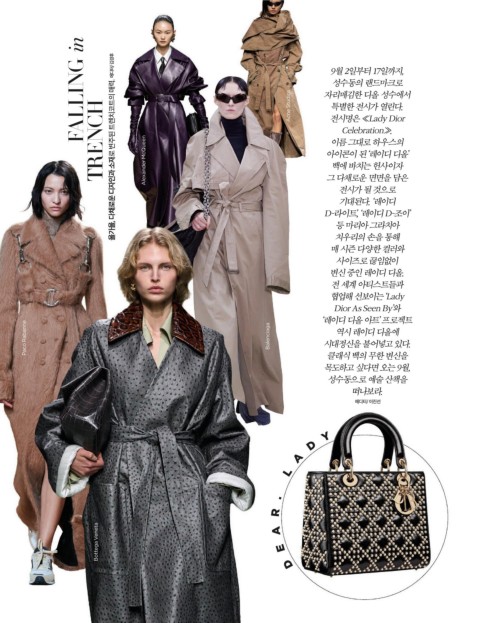 FALLING in
TRENCH
올가을, 다채로운 디자인과 소재로 변주된 트렌치코트의 매력.
Alexander McQueen
Balenciaga
Bottega Veneta
9월 2일부터 17일까지,
성수동의 랜드마크로
자리매김한 디올 성수에서
특별한 전시가 열린다.
전시명은 《Lady Dior
Celebration》.
이름 그대로 하우스의
아이콘이 된 '레이디 디올'
백에 바치는 헌사이자
그 다채로운 면면을 담은
전시가 될 것으로
기대된다. '레이디
D-라이트', '레이디 D-조이'
등 마리아 그라치아
치우리의 손을 통해
매 시즌 다양한 컬러와
사이즈로 끊임없이
변신 중인 레이디 디올.
전 세계 아티스트들과
협업해 선보이는 'Lady
Dior As Seen By'와
'레이디 디올 아트' 프로젝트
역시 레이디 디올에
시대정신을 불어넣고 있다.
클래식 백의 무한 변신을
목도하고 싶다면 오는 9월,
성수동으로 예술 산책을
떠나보라.
DEAR. LADY